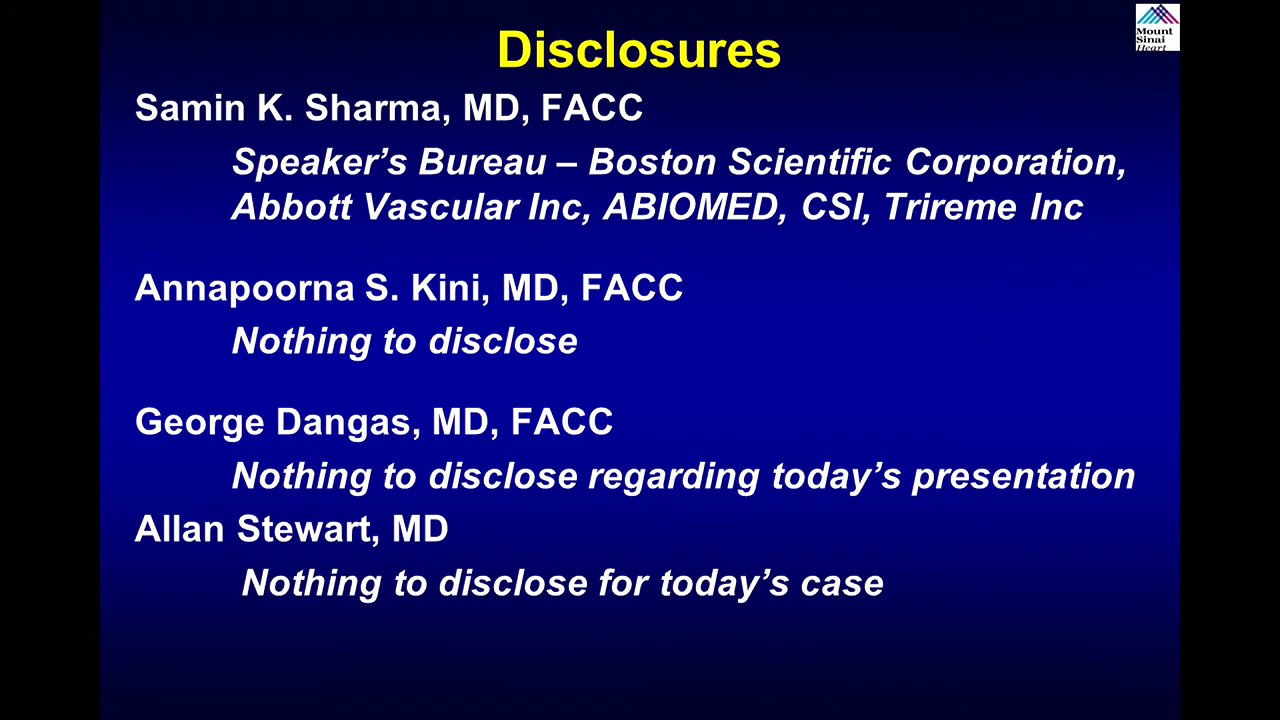 Disclosures
Mount
Sinai
Heart
Samin K. Sharma, MD, FACC
Speaker’s Bureau – Boston Scientific Corporation,
Abbott Vascular Inc, ABIOMED, CSI, Trireme Inc
Annapoorna S. Kini, MD, FACC
Nothing to disclose
George Dangas, MD, FACC
Nothing to disclose regarding today’s presentation
Allan Stewart, MD
Nothing to disclose for today’s case